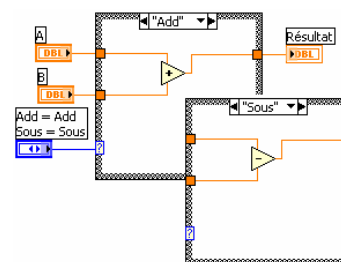 "Add"
A
DBL
B
DBL
+
Résultat
DBL
Add = Add
Sous = Sous
?
"Sous"
-
?